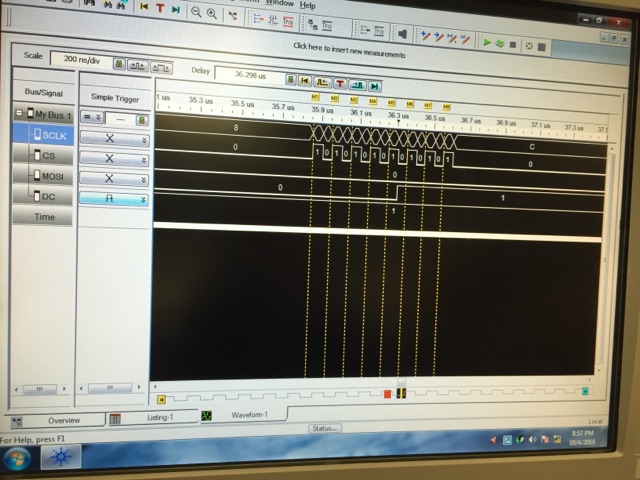 Window Help
Click here to insert new measurements
Scale 200 ns/div Delay 36.298 us
Bus/Signal Simple Trigger
M1 M2 M3 M4 M5 M6 M7 M8
1 us 35.3 us 35.5 us 35.7 us 35.9 us 36.1 us 36.3 us 36.5 us 36.7 us 36.9 us 37.1 us 37.3 us
My Bus 1 = 8 C
SCLK X 0 1 0 1 0 1 0 1 0 1 0 1 0 1 0 1 0
CS X 0
MOSI X 0 1
DC 1
Time
Overview Listing-1 Waveform-1
Status... Local
For Help, press F1
8:57 PM
10/4/2016